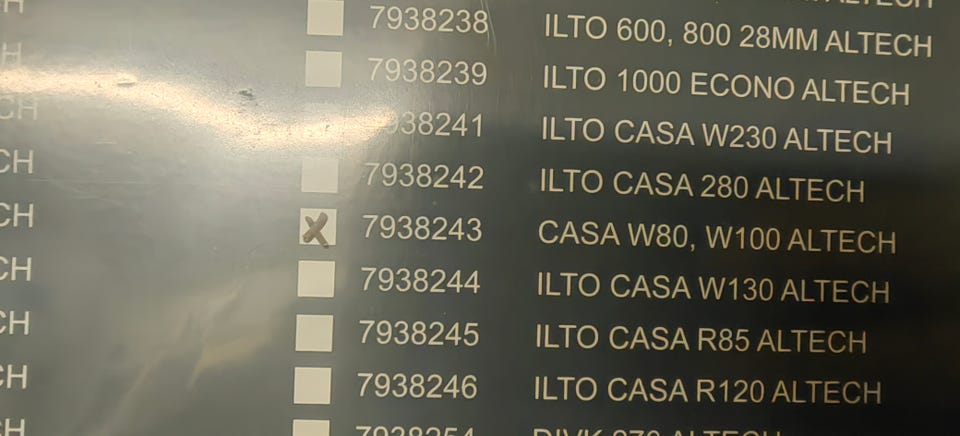 7938238 ILTO 600, 800 28MM ALTECH
7938239 ILTO 1000 ECONO ALTECH
38241 ILTO CASA W230 ALTECH
7938242 ILTO CASA 280 ALTECH
X 7938243 CASA W80, W100 ALTECH
7938244 ILTO CASA W130 ALTECH
7938245 ILTO CASA R85 ALTECH
7938246 ILTO CASA R120 ALTECH